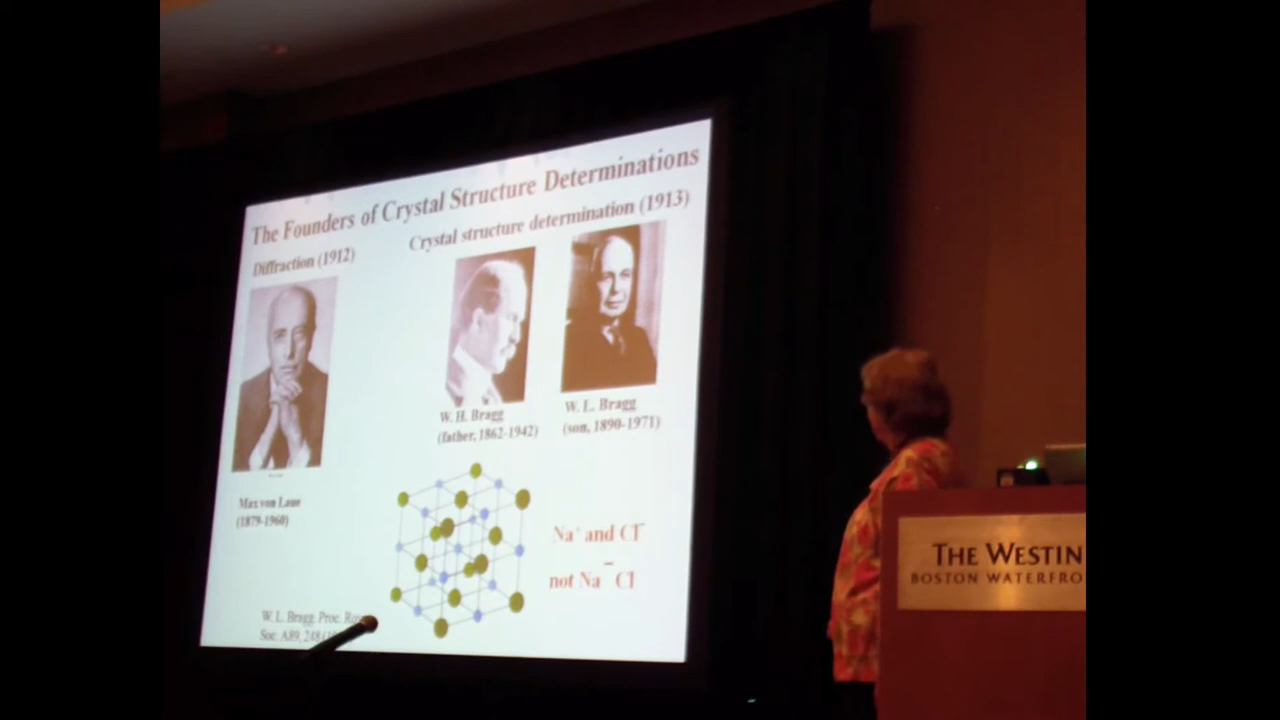 The Founders of Crystal Structure Determinations
Diffraction (1912)
Crystal structure determination (1913)
Max von Laue
(1879-1960)
W. H. Bragg
(father, 1862-1942)
W. L. Bragg
(son, 1890-1971)
Na⁺ and Cl⁻
not Na – Cl
W. L. Bragg, Proc.
Soc. A89, 248
THE WESTIN
BOSTON WATERFRO